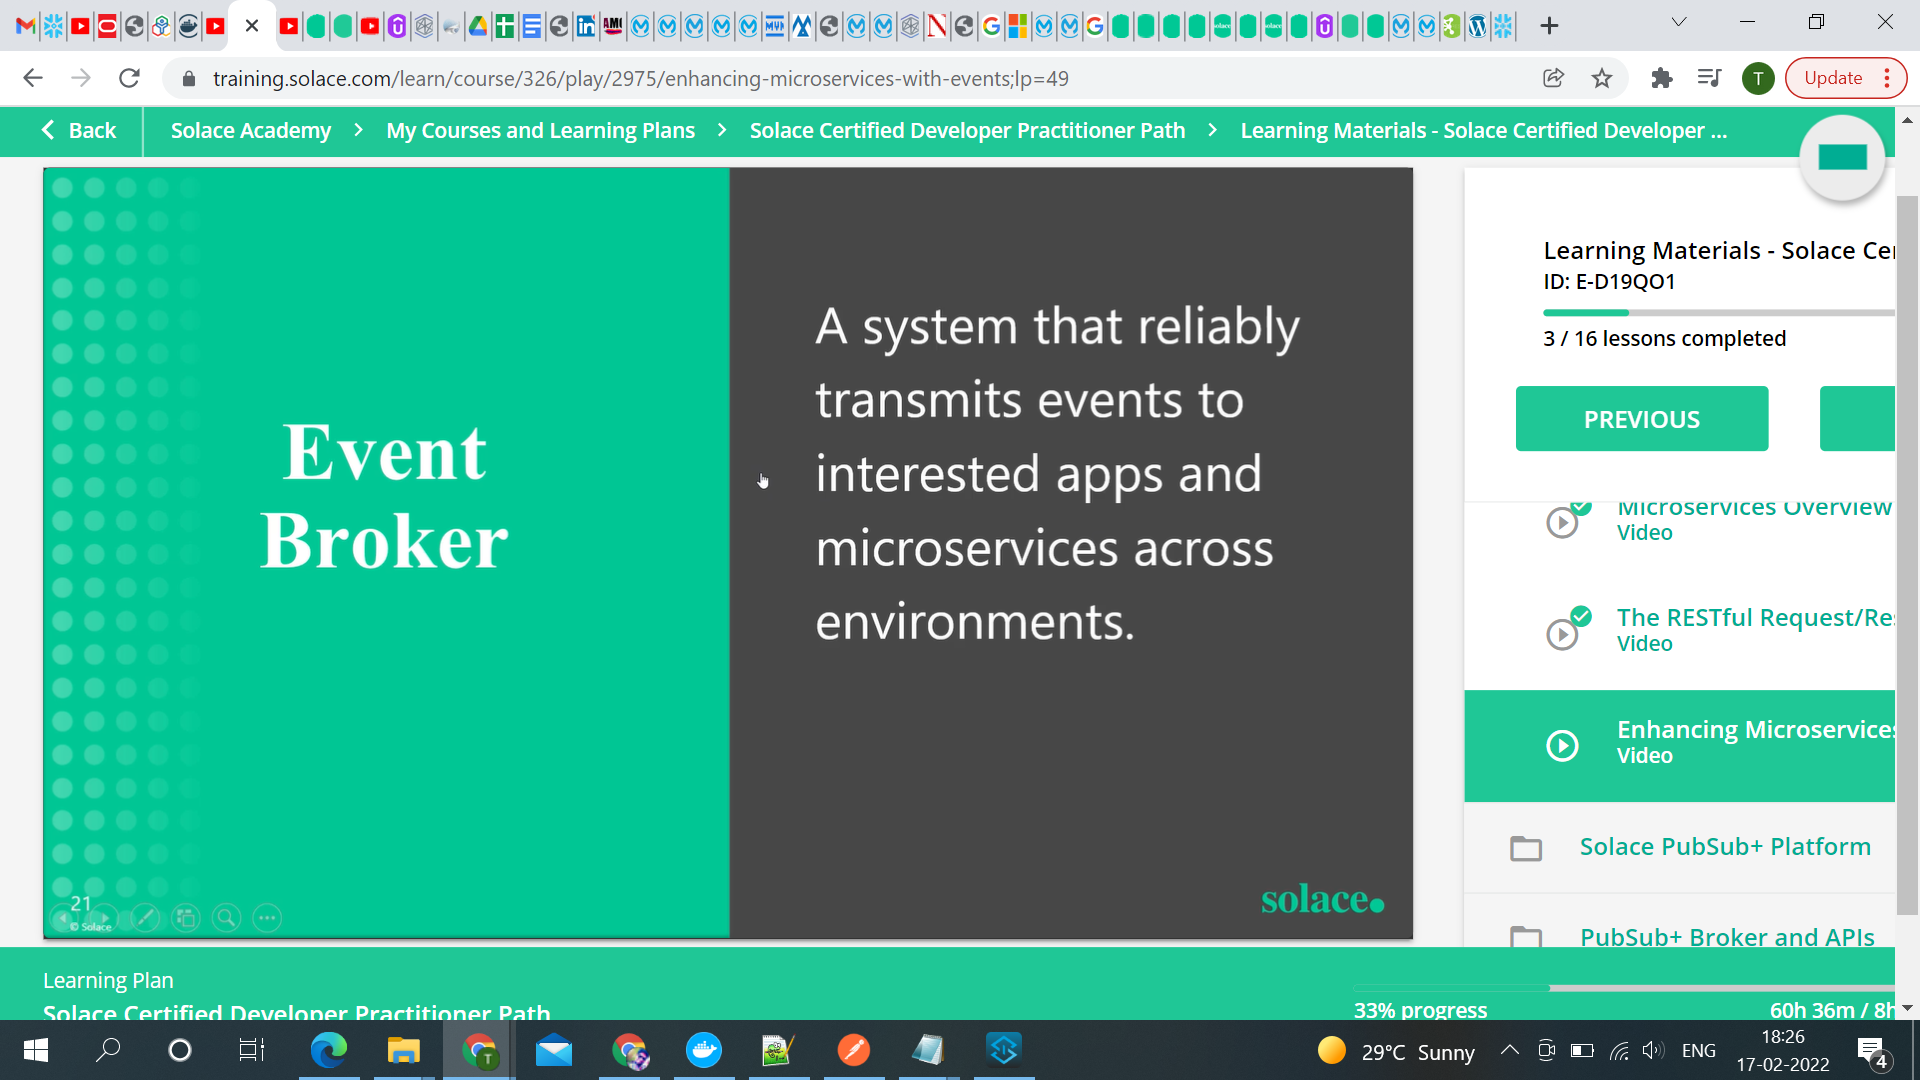 training.solace.com/learn/course/326/play/2975/enhancing-microservices-with-events;lp=49
T
Update
Back
Solace Academy
My Courses and Learning Plans
Solace Certified Developer Practitioner Path
Learning Materials - Solace Certified Developer ...
Event
Broker
A system that reliably
transmits events to
interested apps and
microservices across
environments.
21
© Solace
solace.
Learning Materials - Solace Cer
ID: E-D19QO1
3 / 16 lessons completed
PREVIOUS
Microservices Overview
Video
The RESTful Request/Re
Video
Enhancing Microservices
Video
Solace PubSub+ Platform
PubSub+ Broker and APIs
Learning Plan
Solace Certified Developer Practitioner Path
33% progress
60h 36m / 8h
29°C Sunny
ENG
18:26
17-02-2022
4